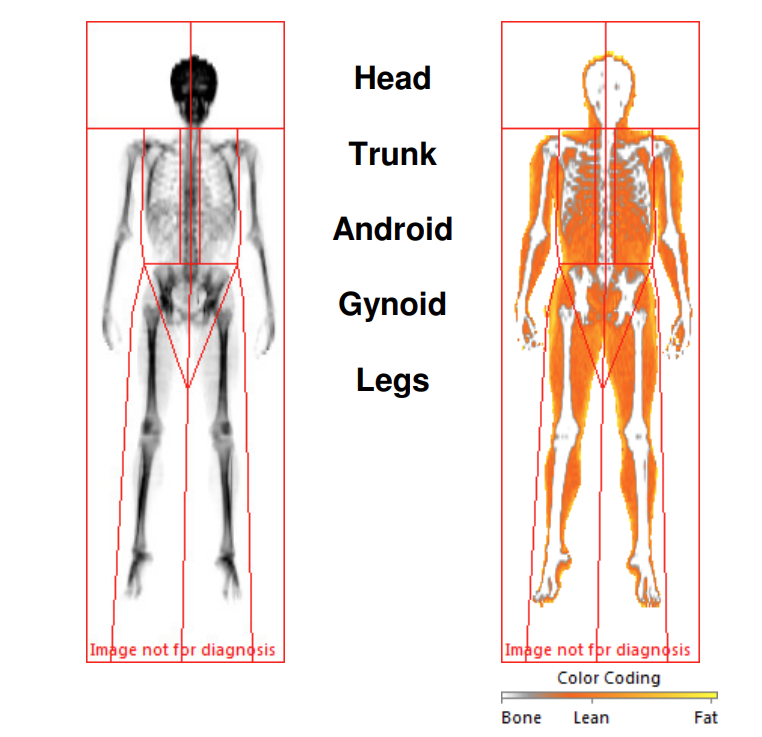 Head
Trunk
Android
Gynoid
Legs
Image not for diagnosis
Image not for diagnosis
Color Coding
Bone Lean Fat